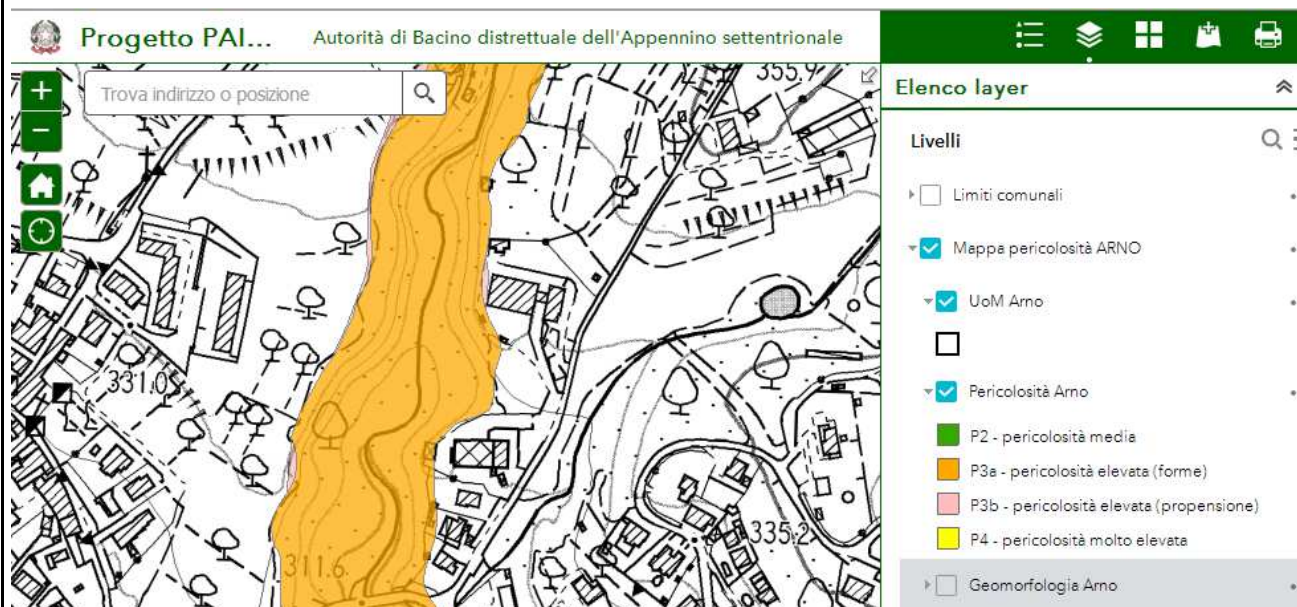 Progetto PAI...
Autorità di Bacino distrettuale dell'Appennino settentrionale
+
Trova indirizzo o posizione
−
355.9
331.0
335.2
311.6
Elenco layer
Livelli
Limiti comunali
Mappa pericolosità ARNO
UoM Arno
Pericolosità Arno
P2 - pericolosità media
P3a - pericolosità elevata (forme)
P3b - pericolosità elevata (propensione)
P4 - pericolosità molto elevata
Geomorfologia Arno